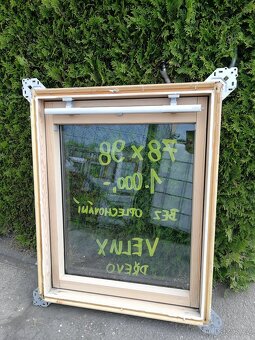 78 x 98
1.000,-
BEZ OPLECHOVÁNÍ
VELUX
DŘEVO